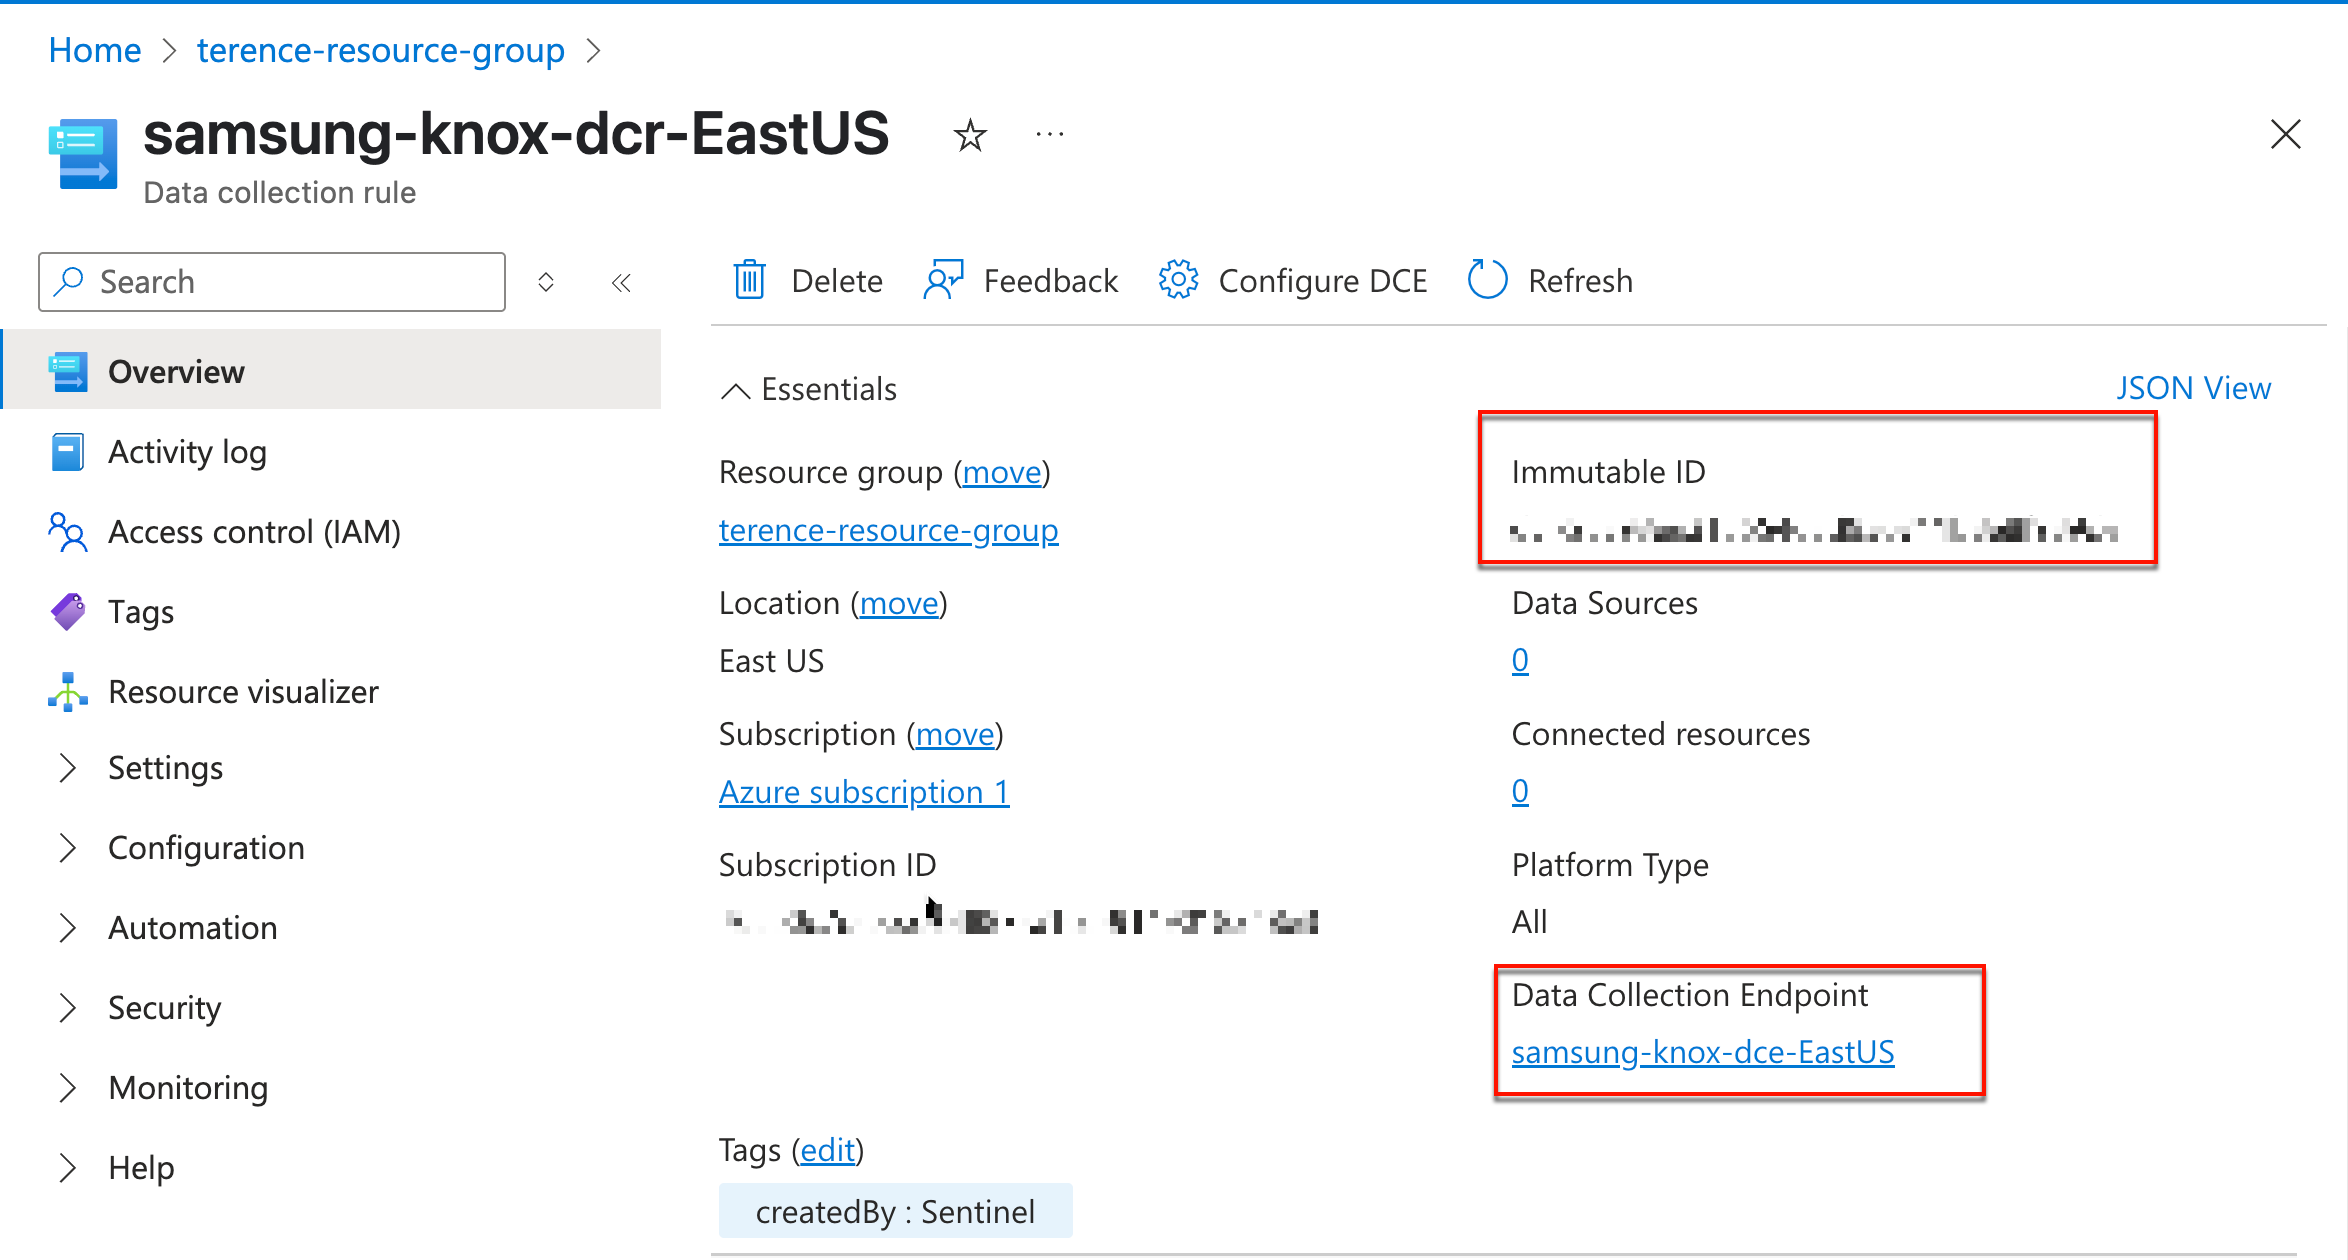 Home > terence-resource-group >
samsung-knox-dcr-EastUS ...
Data collection rule
Search
Delete Feedback Configure DCE Refresh
Overview
Activity log
Access control (IAM)
Tags
Resource visualizer
Settings
Configuration
Automation
Security
Monitoring
Help
Essentials
JSON View
Resource group (move)
terence-resource-group
Location (move)
East US
Subscription (move)
Azure subscription 1
Subscription ID
Immutable ID
Data Sources
0
Connected resources
0
Platform Type
All
Data Collection Endpoint
samsung-knox-dce-EastUS
Tags (edit)
createdBy : Sentinel